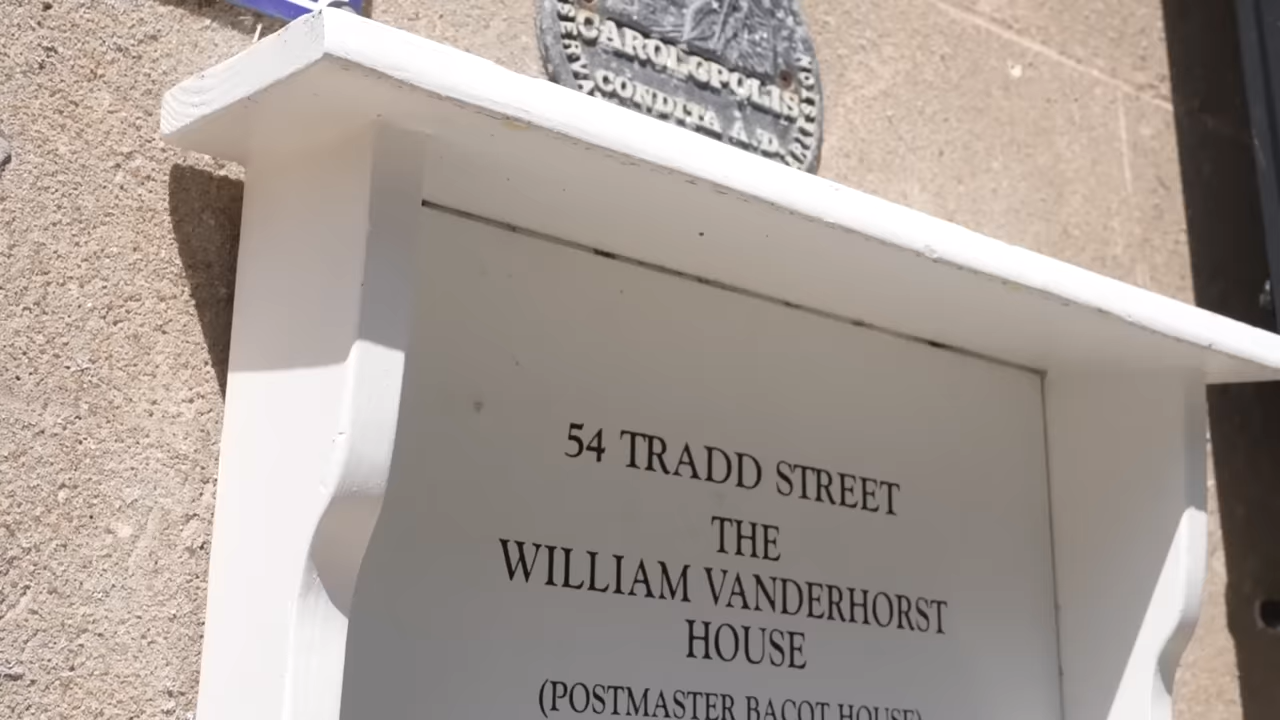 CAROLOPOLIS
CONDITA A.D.
54 TRADD STREET
THE
WILLIAM VANDERHORST
HOUSE
(POSTMASTER BACOT HOUSE)